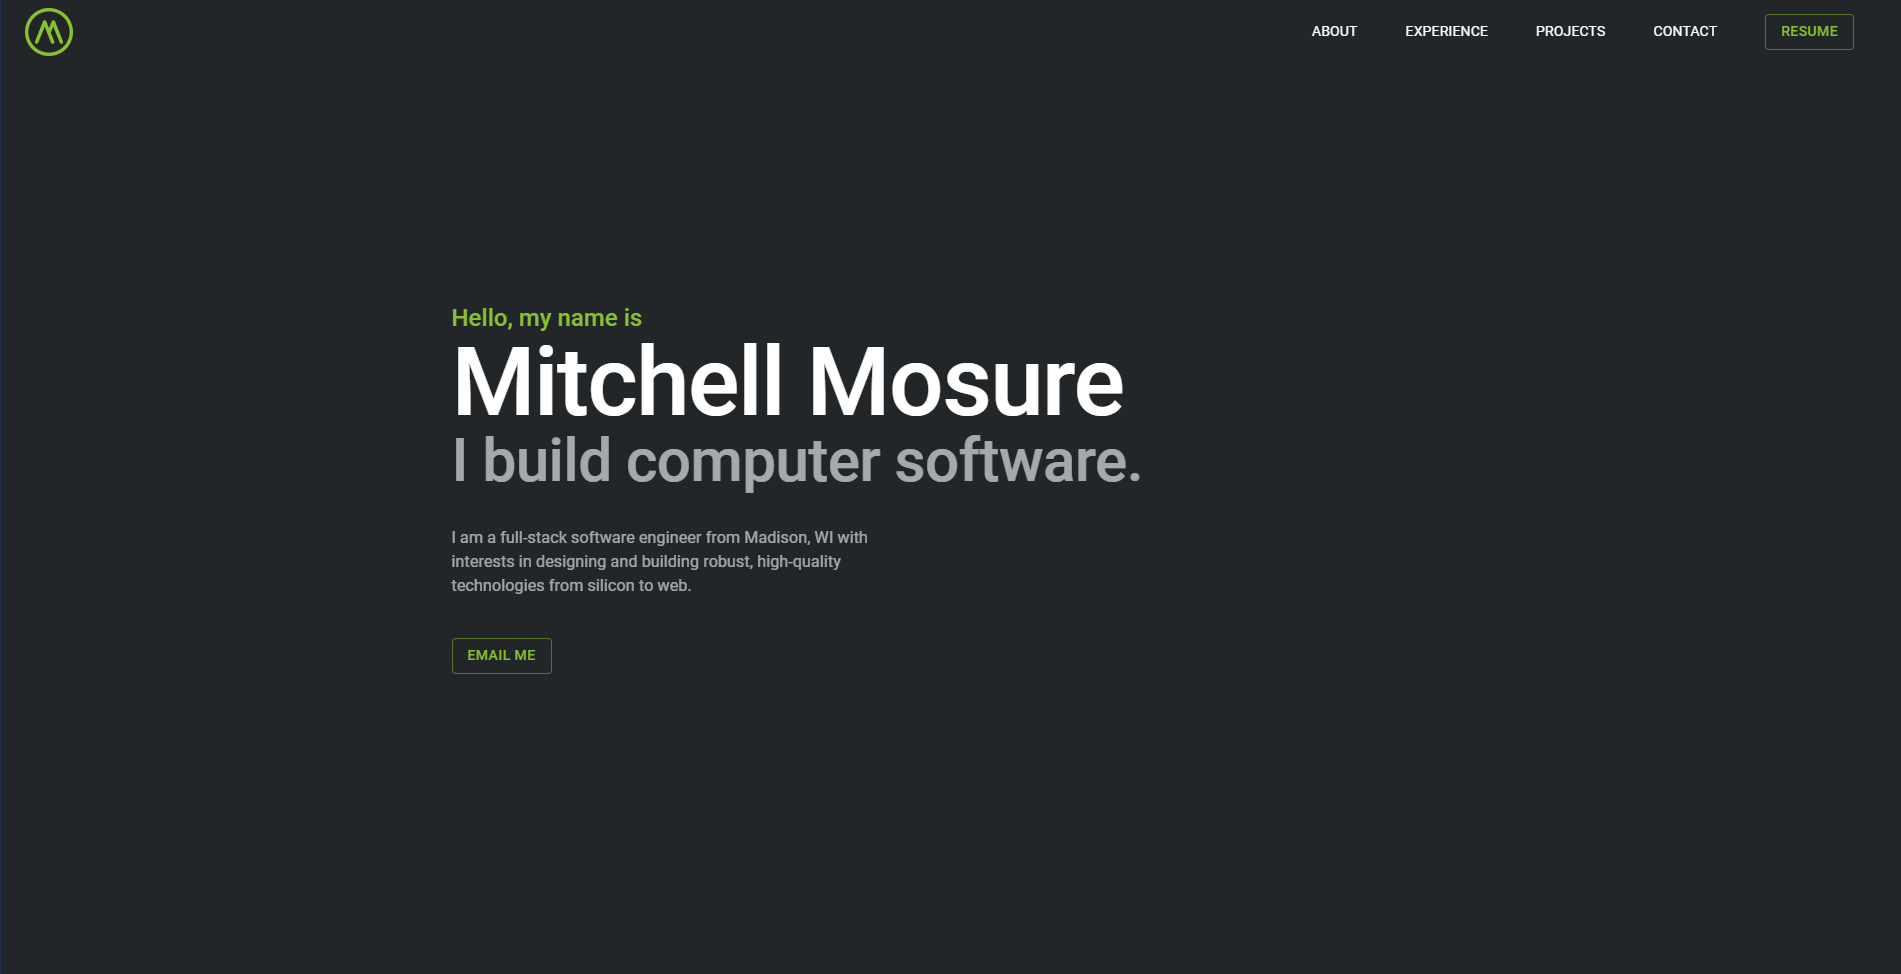 ABOUT EXPERIENCE PROJECTS CONTACT RESUME
Hello, my name is
Mitchell Mosure
I build computer software.
I am a full-stack software engineer from Madison, WI with
interests in designing and building robust, high-quality
technologies from silicon to web.
EMAIL ME